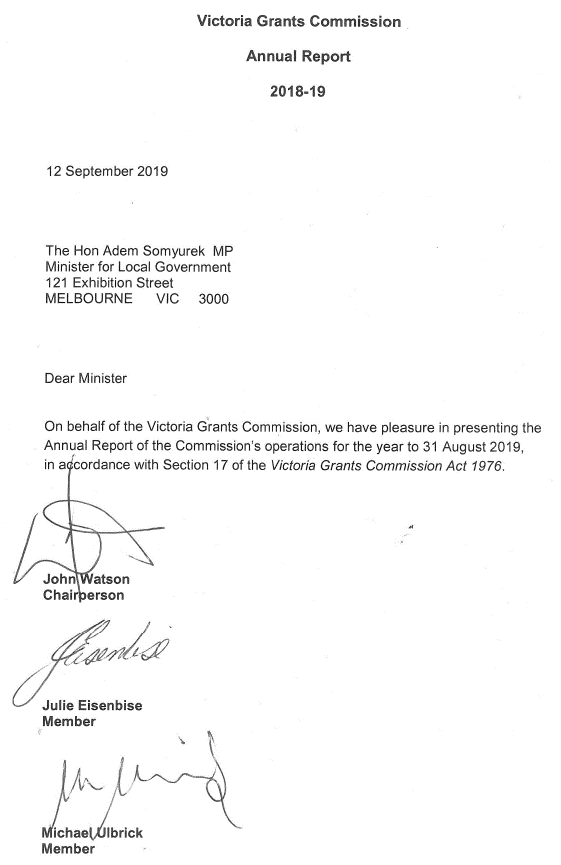 Victoria Grants Commission
Annual Report
2018-19
12 September 2019
The Hon Adem Somyurek MP
Minister for Local Government
121 Exhibition Street
MELBOURNE VIC 3000
Dear Minister
On behalf of the Victoria Grants Commission, we have pleasure in presenting the
Annual Report of the Commission's operations for the year to 31 August 2019,
in accordance with Section 17 of the Victoria Grants Commission Act 1976.
John Watson
Chairperson
JEisenbise
Julie Eisenbise
Member
Michael Ulbrick
Member